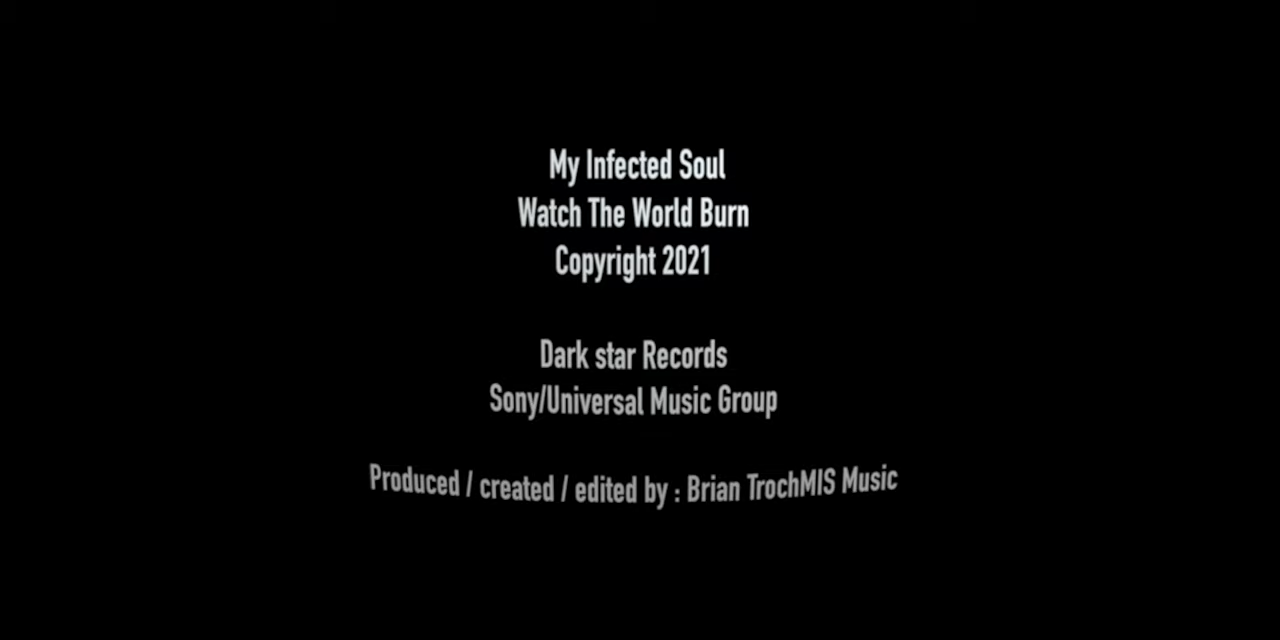 My Infected Soul
Watch The World Burn
Copyright 2021
Dark star Records
Sony/Universal Music Group
Produced / created / edited by : Brian TrochMIS Music